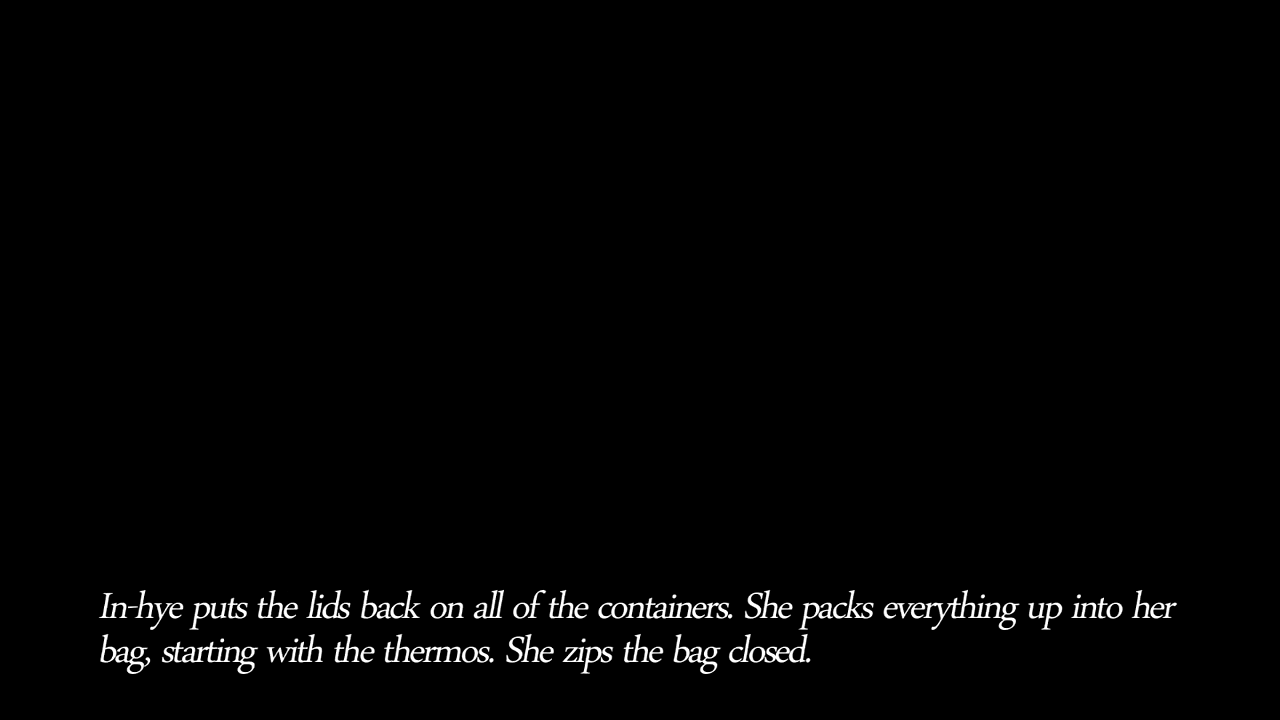 In-hye puts the lids back on all of the containers. She packs everything up into her
bag, starting with the thermos. She zips the bag closed.